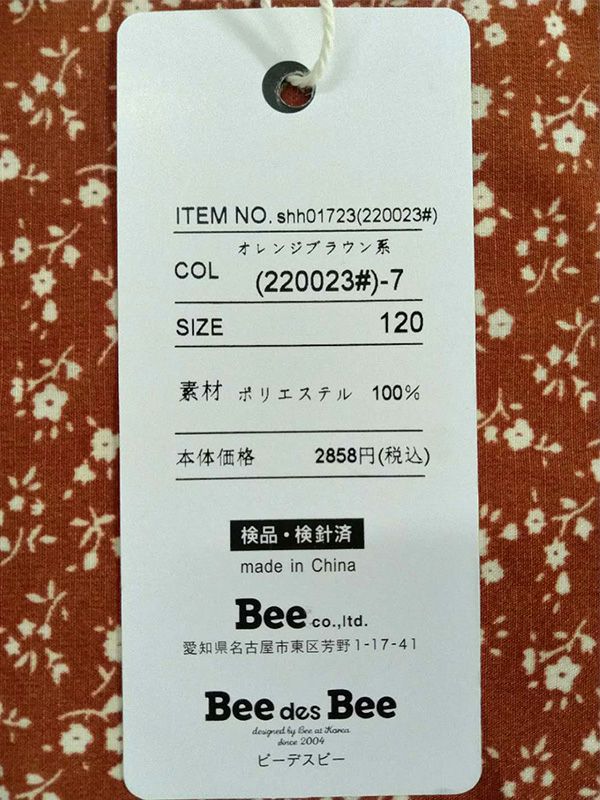 ITEM NO. shh01723(220023#)
オレンジブラウン系
COL (220023#)-7
SIZE 120
素材 ポリエステル 100%
本体価格 2858円(税込)
検品・検針済
made in China
Bee co.,ltd.
愛知県名古屋市東区芳野1-17-41
Bee des Bee
designed by Bee at Korea
since 2004
ビーデスビー